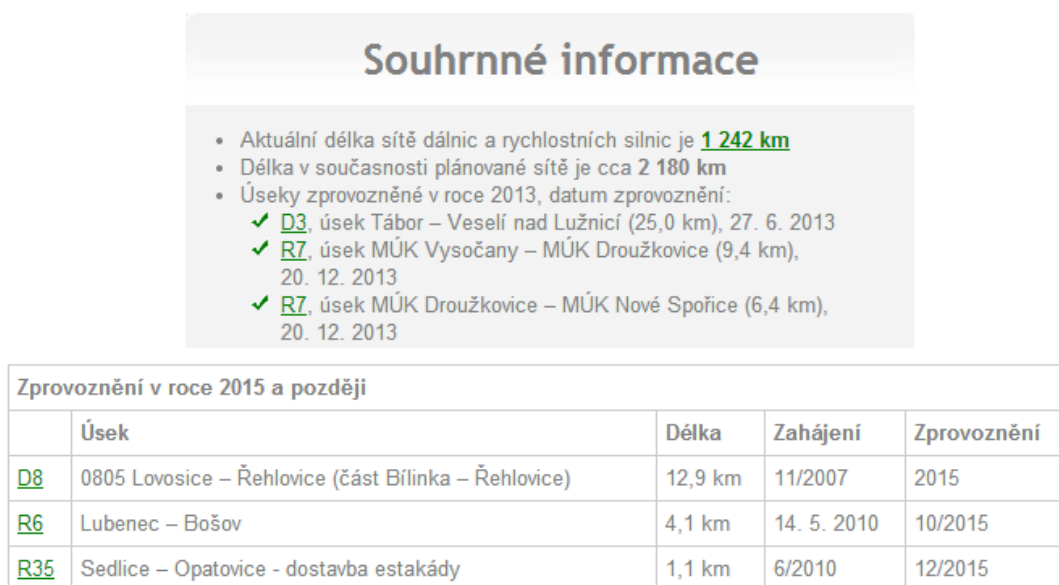 Souhrnné informace
Aktuální délka sítě dálnic a rychlostních silnic je 1 242 km
Délka v současnosti plánované sítě je cca 2 180 km
Úseky zprovozněné v roce 2013, datum zprovoznění:
D3, úsek Tábor – Veselí nad Lužnicí (25,0 km), 27. 6. 2013
R7, úsek MÚK Vysočany – MÚK Droužkovice (9,4 km),
20. 12. 2013
R7, úsek MÚK Droužkovice – MÚK Nové Spořice (6,4 km),
20. 12. 2013
Zprovoznění v roce 2015 a později
Úsek Délka Zahájení Zprovoznění
D8 0805 Lovosice – Řehlovice (část Bílinka – Řehlovice) 12,9 km 11/2007 2015
R6 Lubenec – Bošov 4,1 km 14. 5. 2010 10/2015
R35 Sedlice – Opatovice - dostavba estakády 1,1 km 6/2010 12/2015